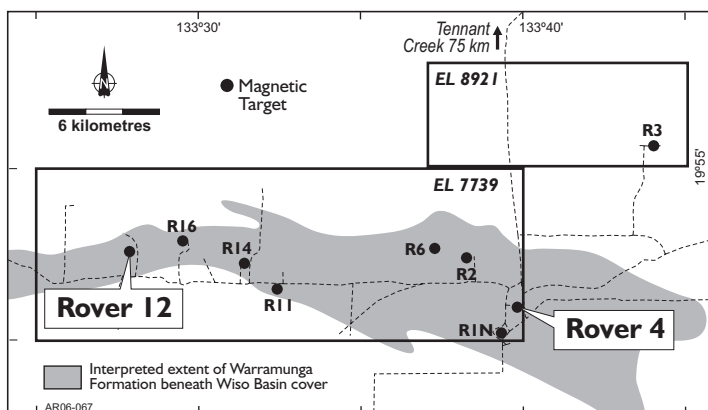 133°30'
133°40'
Tennant
Creek 75 km
EL 8921
6 kilometres
Magnetic
Target
R3
19°55'
EL 7739
R16
R14
R6
R2
R11
Rover 12
R1N
Rover 4
Interpreted extent of Warramunga
Formation beneath Wiso Basin cover
AR06-067